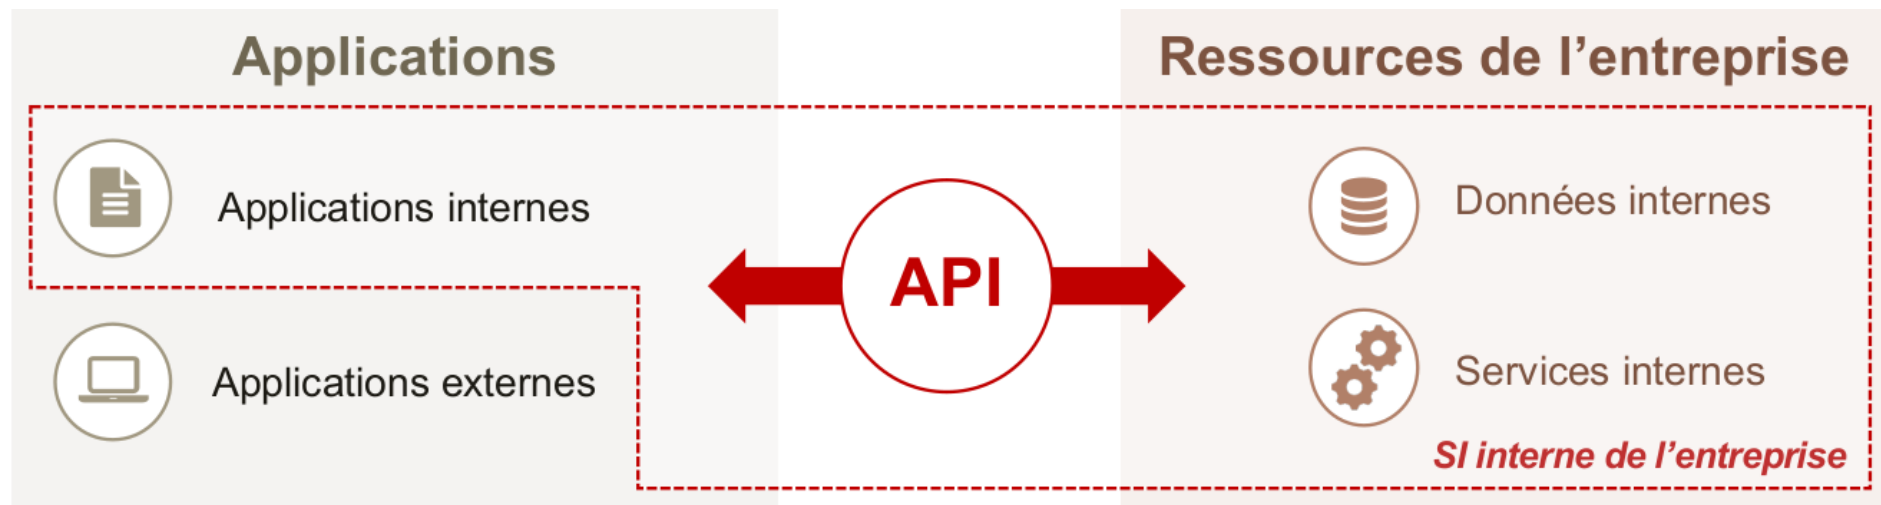 Applications
Ressources de l’entreprise
Applications internes
Données internes
API
Applications externes
Services internes
SI interne de l’entreprise